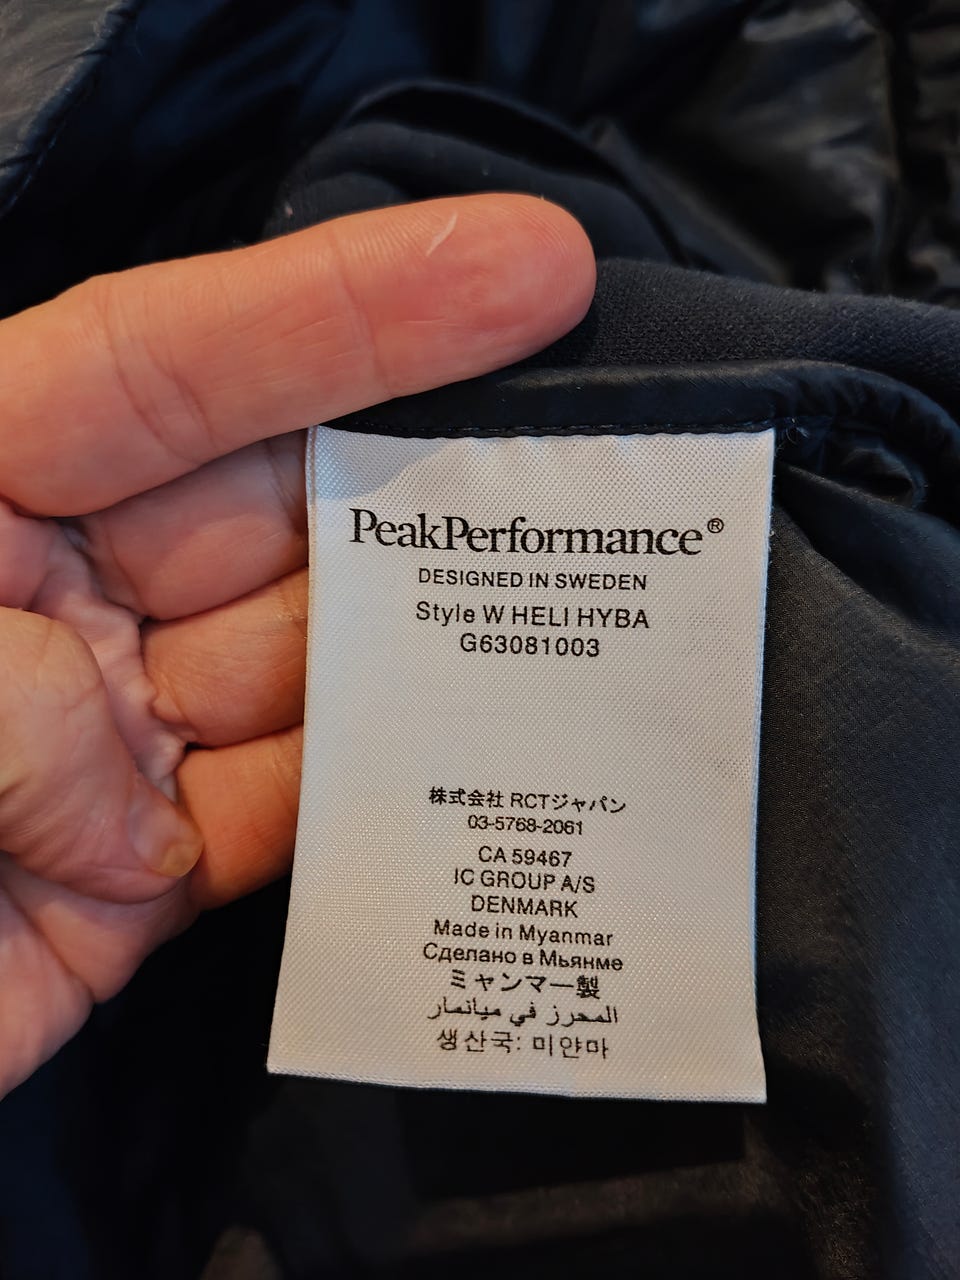 PeakPerformance®
DESIGNED IN SWEDEN
Style W HELI HYBA
G63081003
株式会社 RCTジャパン
03-5768-2061
CA 59467
IC GROUP A/S
DENMARK
Made in Myanmar
Сделано в Мьянме
ミャンマー製
المحرز في ميانمار
생산국: 미얀마